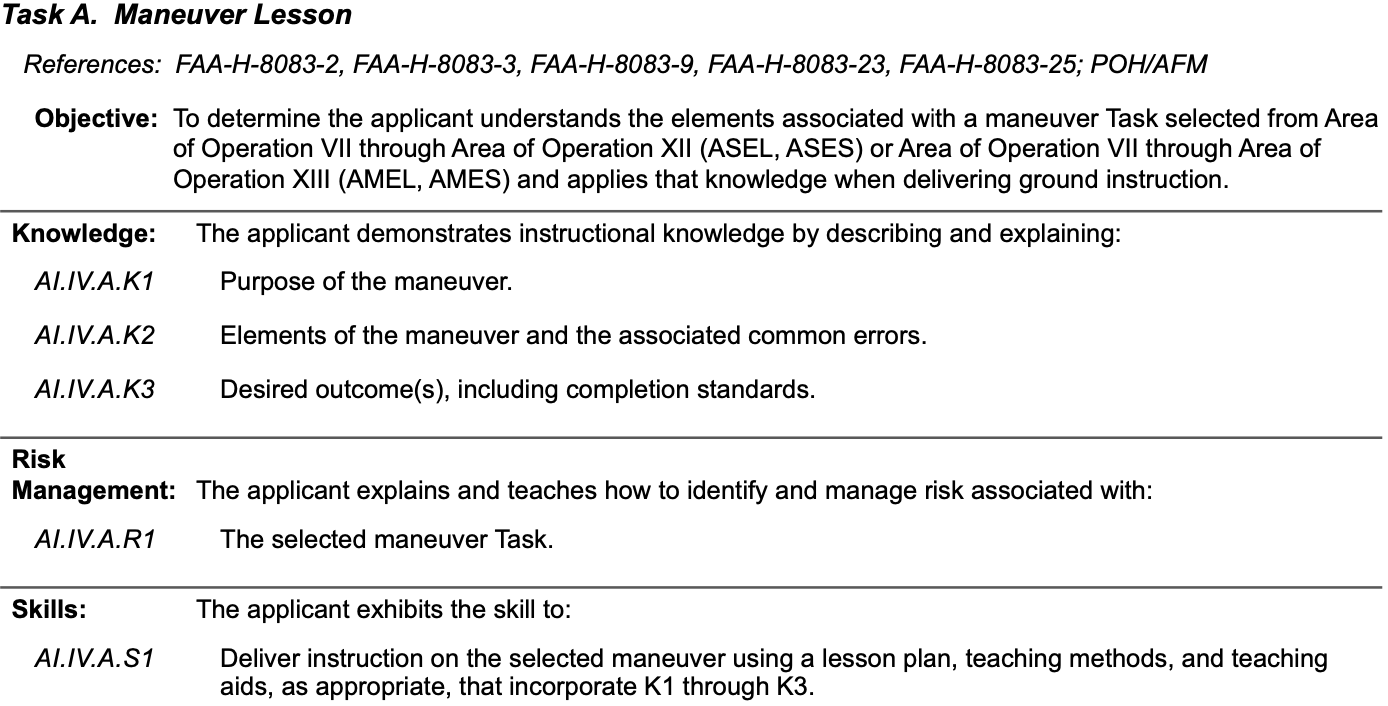 Task A. Maneuver Lesson
References: FAA-H-8083-2, FAA-H-8083-3, FAA-H-8083-9, FAA-H-8083-23, FAA-H-8083-25; POH/AFM
Objective: To determine the applicant understands the elements associated with a maneuver Task selected from Area
of Operation VII through Area of Operation XII (ASEL, ASES) or Area of Operation VII through Area of
Operation XIII (AMEL, AMES) and applies that knowledge when delivering ground instruction.
Knowledge: The applicant demonstrates instructional knowledge by describing and explaining:
AI.IV.A.K1 Purpose of the maneuver.
AI.IV.A.K2 Elements of the maneuver and the associated common errors.
AI.IV.A.K3 Desired outcome(s), including completion standards.
Risk
Management: The applicant explains and teaches how to identify and manage risk associated with:
AI.IV.A.R1 The selected maneuver Task.
Skills: The applicant exhibits the skill to:
AI.IV.A.S1 Deliver instruction on the selected maneuver using a lesson plan, teaching methods, and teaching
aids, as appropriate, that incorporate K1 through K3.